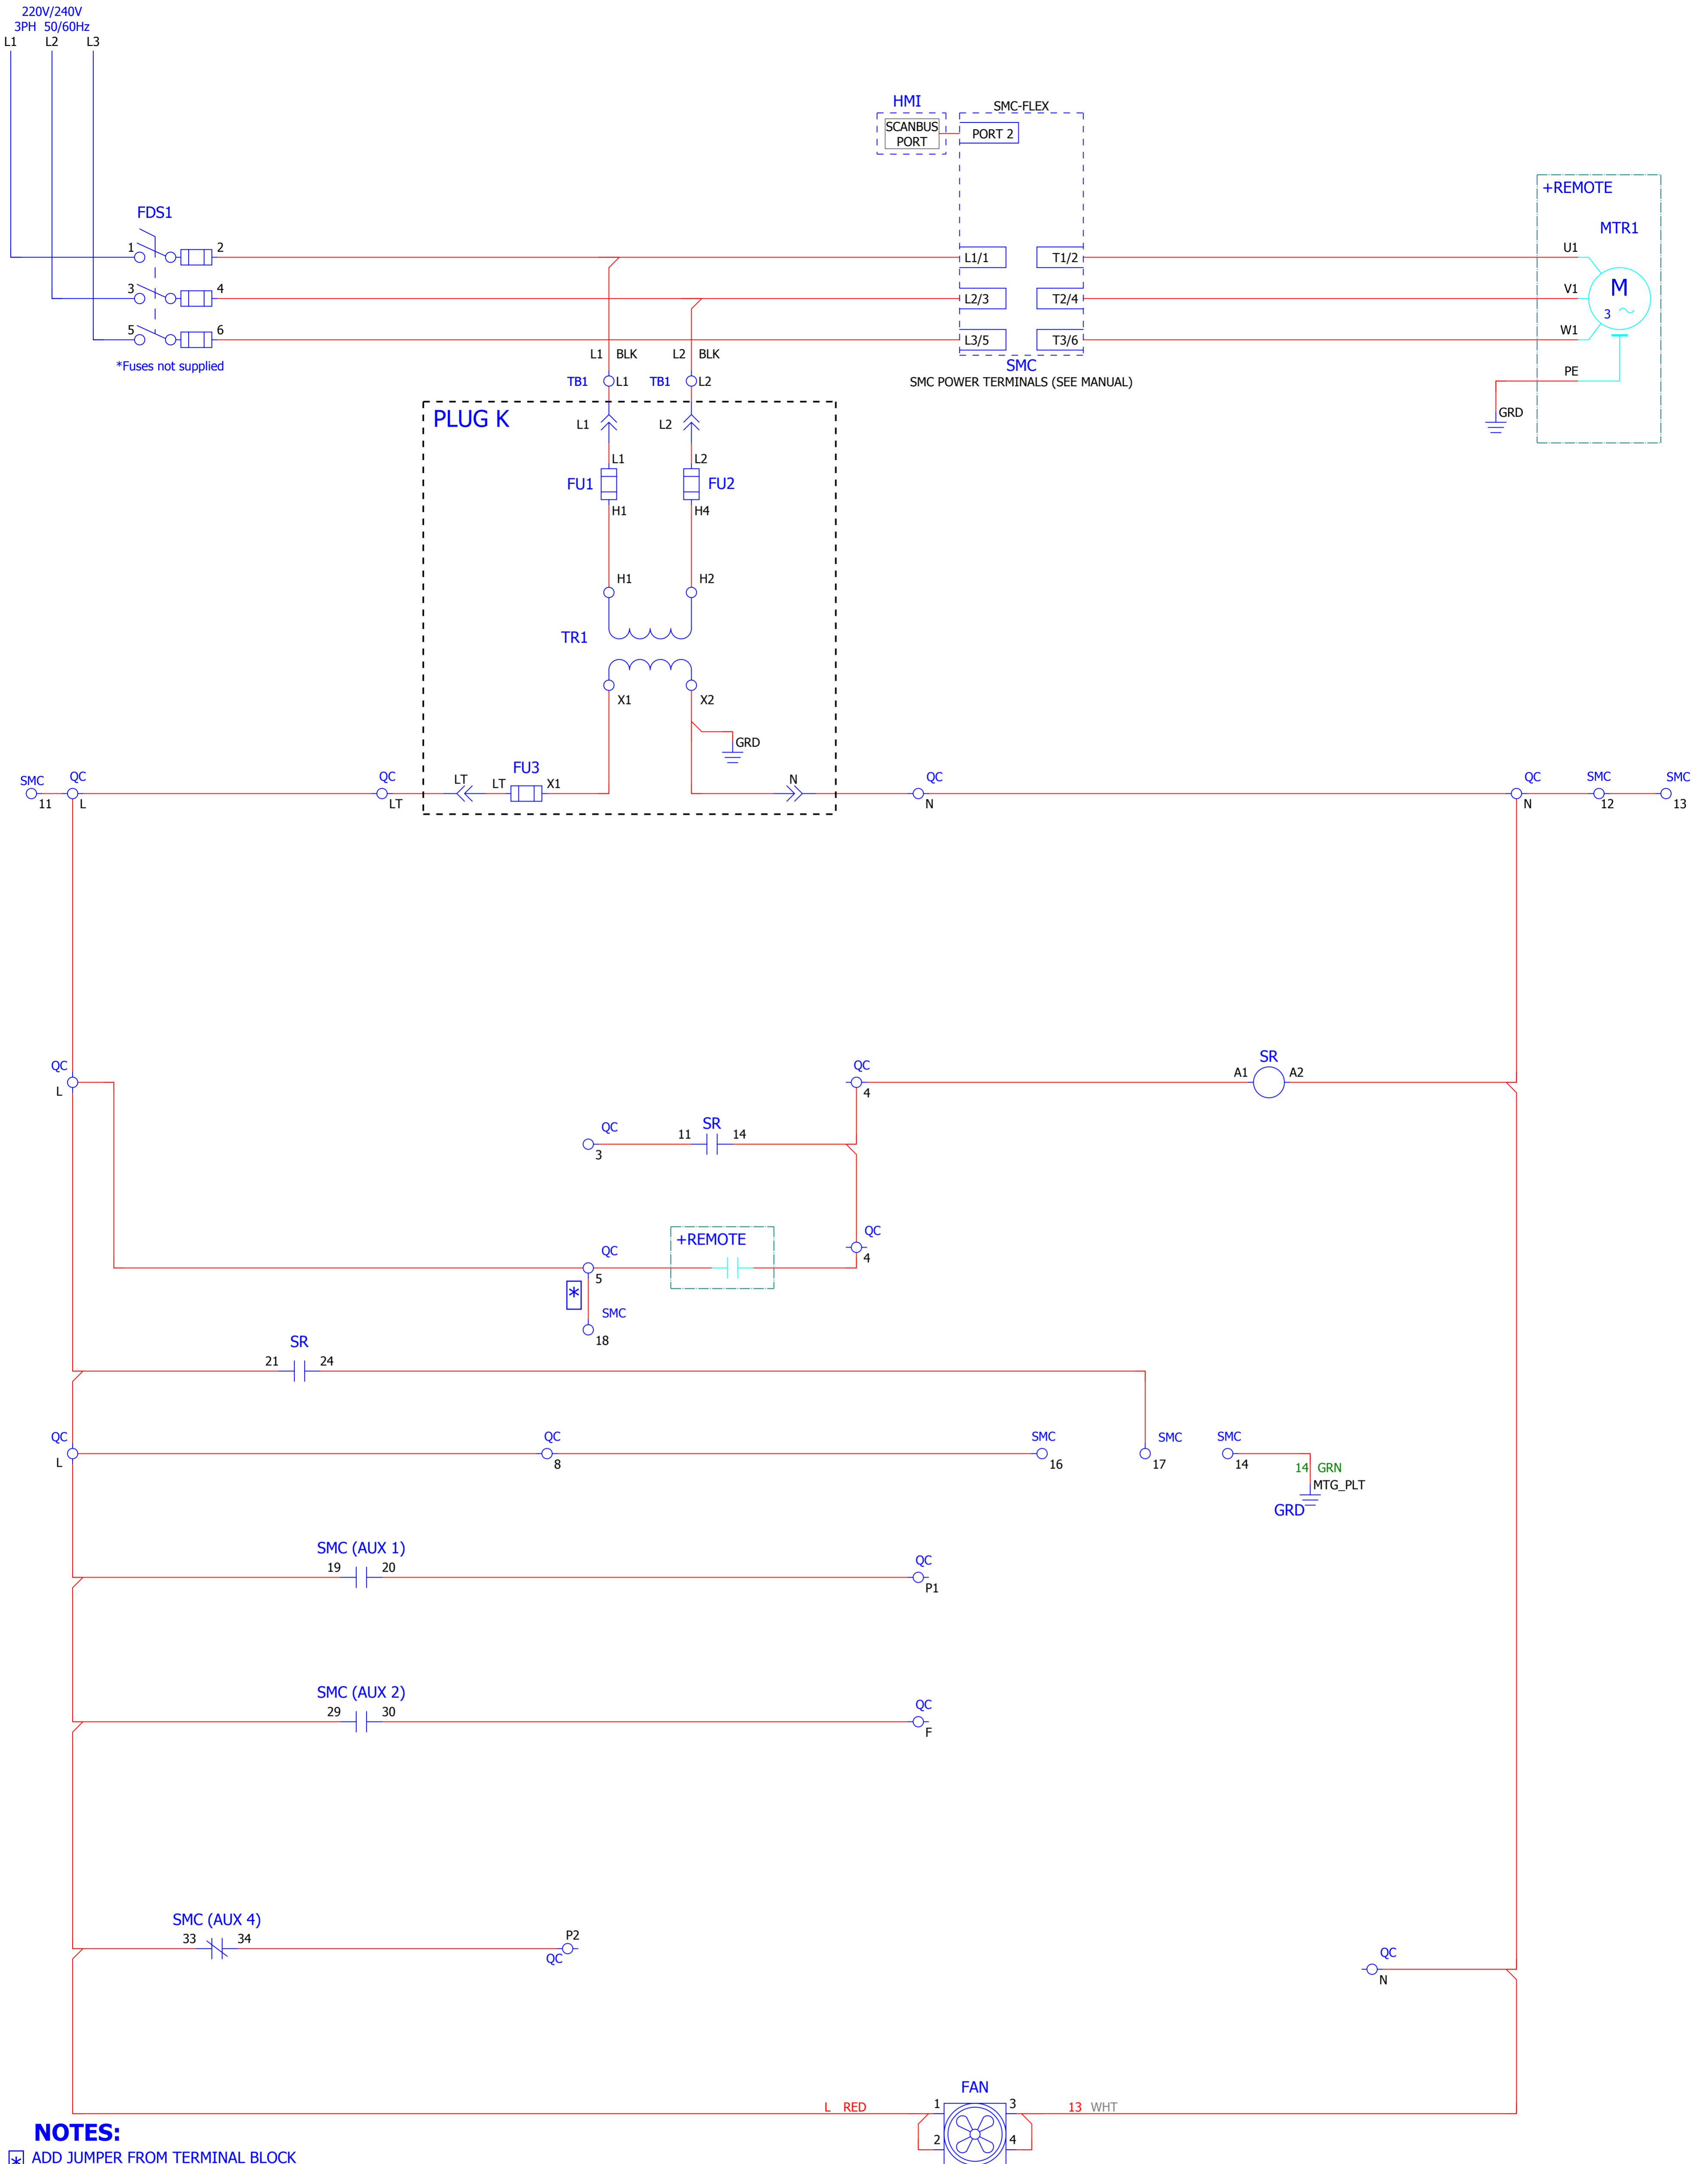 220V/240V
3PH 50/60Hz
L1 L2 L3
HMI
SCANBUS
PORT
SMC-FLEX
PORT 2
+REMOTE
MTR1
FDS1
1 2
3 4
5 6
*Fuses not supplied
L1/1 T1/2
L2/3 T2/4
L3/5 T3/6
SMC
SMC POWER TERMINALS (SEE MANUAL)
U1
V1
W1
PE
M
3
GRD
L1 BLK L2 BLK
TB1 L1 TB1 L2
PLUG K
L1 L2
L1 L2
FU1 FU2
H1 H4
H1 H2
TR1
X1 X2
GRD
SMC QC QC LT LT FU3 X1 N QC QC SMC SMC
11 L LT N N 12 13
QC
L
QC
4
SR
A1 A2
QC
3
11 SR 14
+REMOTE
QC
4
QC
5
*
SMC
18
SR
21 24
QC
L
QC
8
SMC
16
SMC
17
SMC
14
14 GRN
MTG_PLT
GRD
SMC (AUX 1)
19 20
QC
P1
SMC (AUX 2)
29 30
QC
F
SMC (AUX 4)
33 34
P2
QC
QC
N
FAN
L RED 1 3 13 WHT
2 4
NOTES:
* ADD JUMPER FROM TERMINAL BLOCK